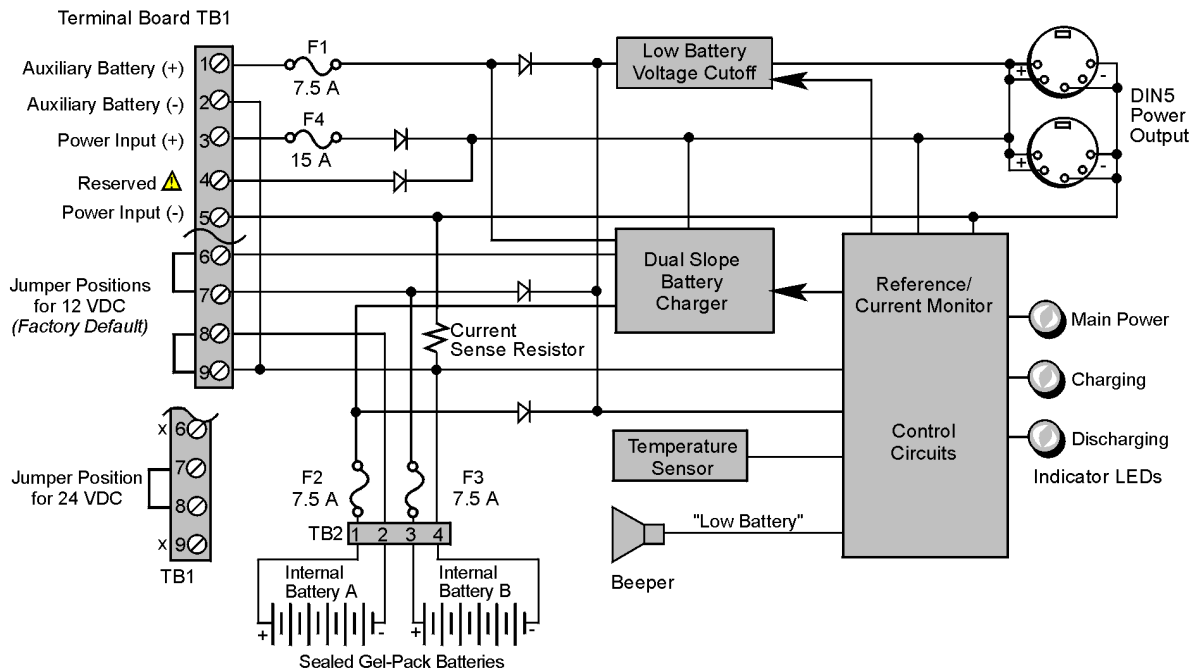 Terminal Board TB1
Auxiliary Battery (+)
1
F1
7.5 A
Low Battery
Voltage Cutoff
+
-
DIN5
Power
Output
Auxiliary Battery (-)
2
Power Input (+)
3
F4
15 A
+
-
Reserved
4
Power Input (-)
5
6
7
8
9
Jumper Positions
for 12 VDC
(Factory Default)
Dual Slope
Battery
Charger
Reference/
Current Monitor
Control
Circuits
Current
Sense Resistor
Main Power
Charging
Discharging
Indicator LEDs
Temperature
Sensor
"Low Battery"
Beeper
x 6
7
8
x 9
Jumper Position
for 24 VDC
TB1
F2
7.5 A
F3
7.5 A
TB2
1 2 3 4
Internal
Battery A
Internal
Battery B
+ -
+ -
Sealed Gel-Pack Batteries